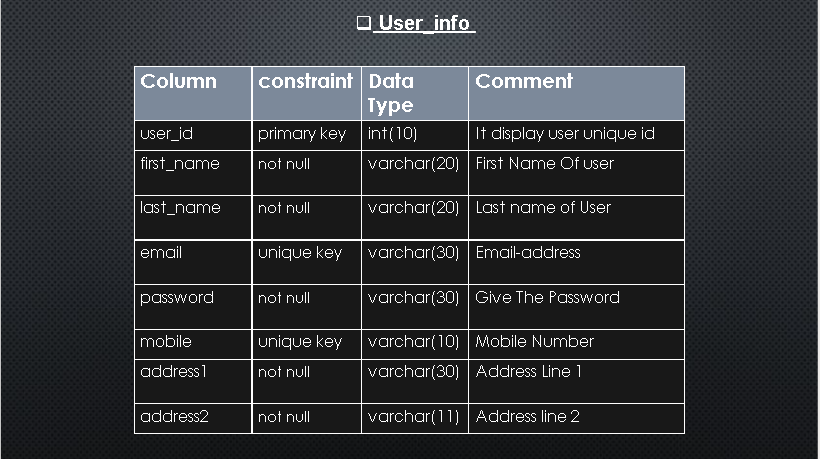 ❑ User_info
Column constraint Data Type Comment
user_id primary key int(10) It display user unique id
first_name not null varchar(20) First Name Of user
last_name not null varchar(20) Last name of User
email unique key varchar(30) Email-address
password not null varchar(30) Give The Password
mobile unique key varchar(10) Mobile Number
address1 not null varchar(30) Address Line 1
address2 not null varchar(11) Address line 2